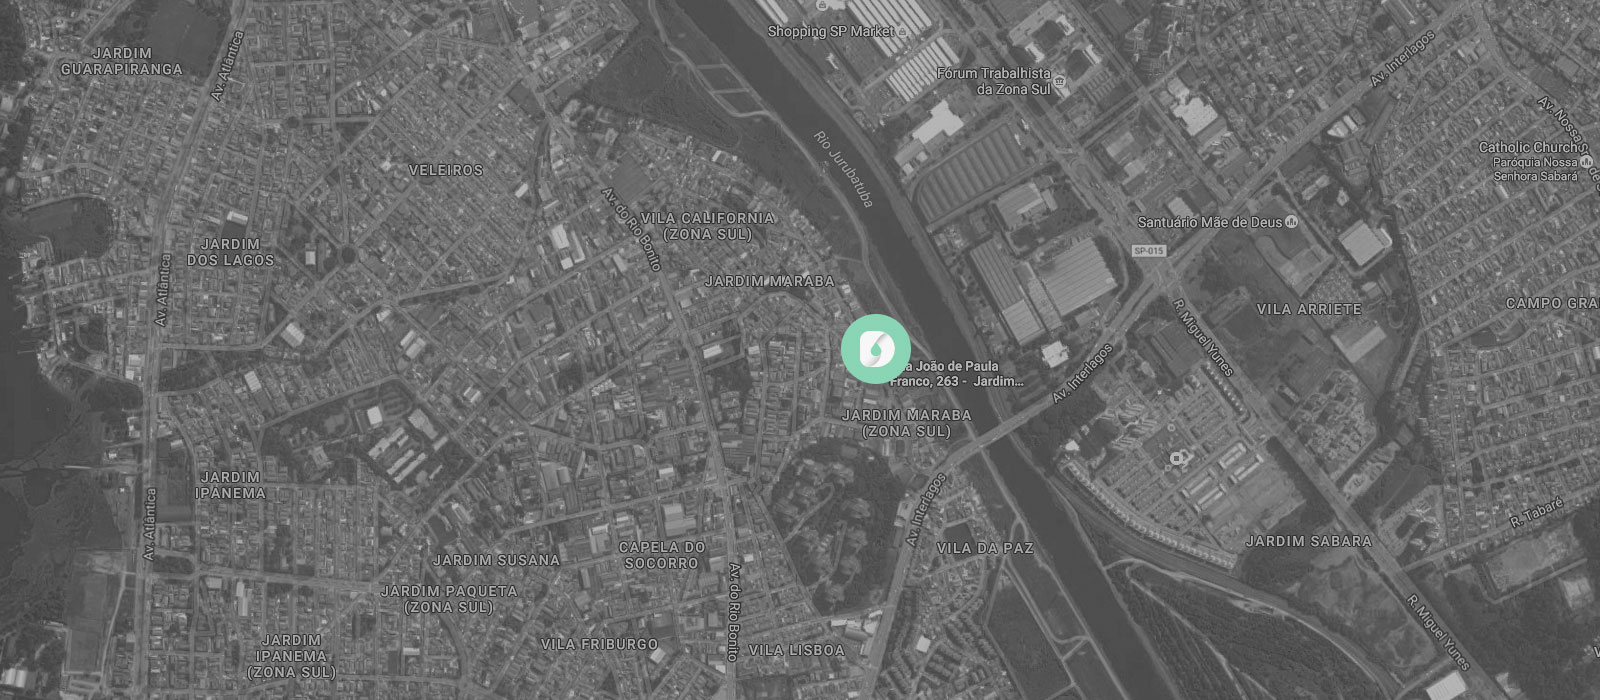 Shopping SP Market
JARDIM
GUARAPIRANGA
Av. Atlântica
Fórum Trabalhista
da Zona Sul
Av. Interlagos
Catholic Church
Paróquia Nossa
Senhora Sabará
Av. Nossa
VELEIROS
Rio Jurubatuba
Av. do Rio Bonito
VILA CALIFORNIA
(ZONA SUL)
Santuário Mãe de Deus
SP-015
JARDIM
DOS LAGOS
Av. Atlântica
JARDIM MARABA
R. Miguel Yunes
VILA ARRIETE
João de Paula
Franco, 263 - Jardim...
Av. Interlagos
JARDIM MARABA
(ZONA SUL)
JARDIM
IPANEMA
Av. Atlântica
Av. Interlagos
R. Tabaré
JARDIM SUSANA
CAPELA DO
SOCORRO
VILA DA PAZ
JARDIM SABARA
JARDIM PAQUETA
(ZONA SUL)
Av. do Rio Bonito
R. Miguel Yunes
JARDIM
IPANEMA
(ZONA SUL)
VILA FRIBURGO
VILA LISBOA